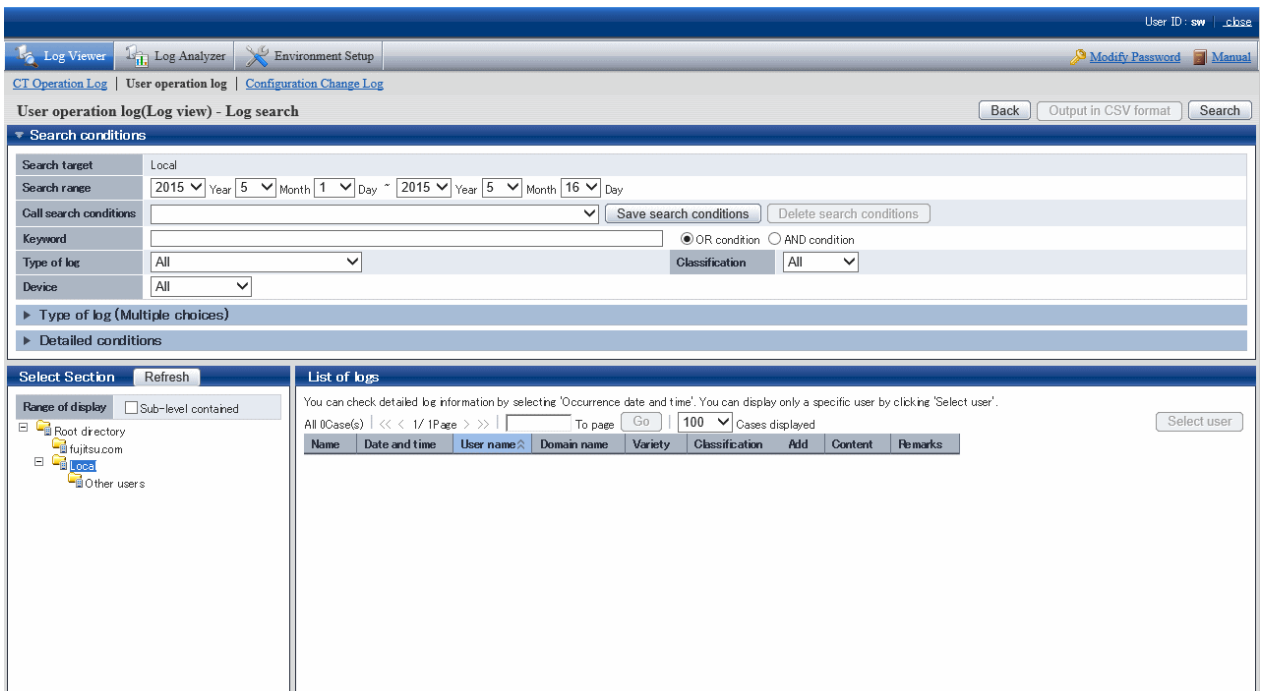 User ID : sw | close
Log Viewer Log Analyzer Environment Setup Modify Password Manual
CT Operation Log | User operation log | Configuration Change Log
User operation log(Log view) - Log search Back Output in CSV format Search
Search conditions
Search target Local
Search range 2015 Year 5 Month 1 Day ~ 2015 Year 5 Month 16 Day
Call search conditions Save search conditions Delete search conditions
Keyword OR condition AND condition
Type of log All Classification All
Device All
Type of log (Multiple choices)
Detailed conditions
Select Section Refresh
Range of display Sub-level contained
Root directory
fujitsu.com
Local
Other users
List of logs
You can check detailed log information by selecting 'Occurrence date and time'. You can display only a specific user by clicking 'Select user'.
All 0Case(s) | << < 1/ 1Page > >> | To page Go | 100 Cases displayed Select user
Name Date and time User name Domain name Variety Classification Add Content Remarks